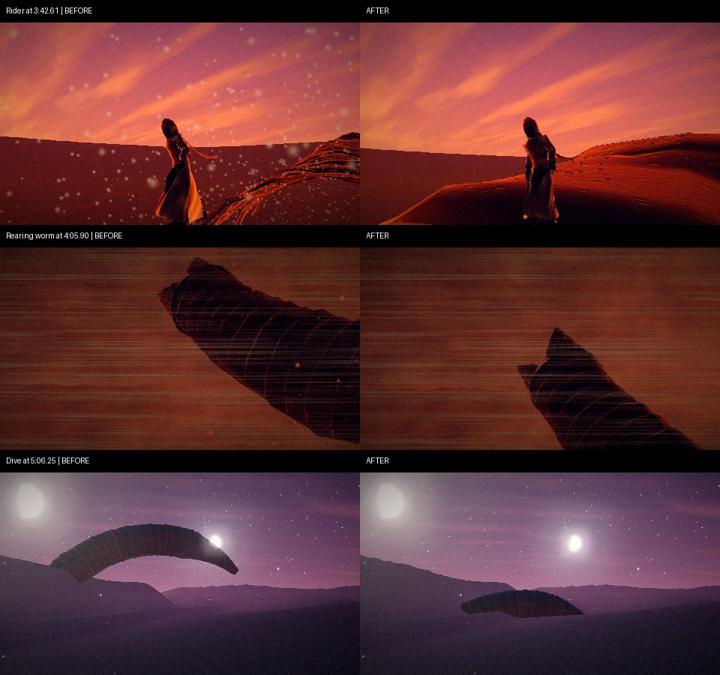 Rider at 3:42.61 | BEFORE
AFTER
Rearing worm at 4:05.90 | BEFORE
AFTER
Dive at 5:06.25 | BEFORE
AFTER